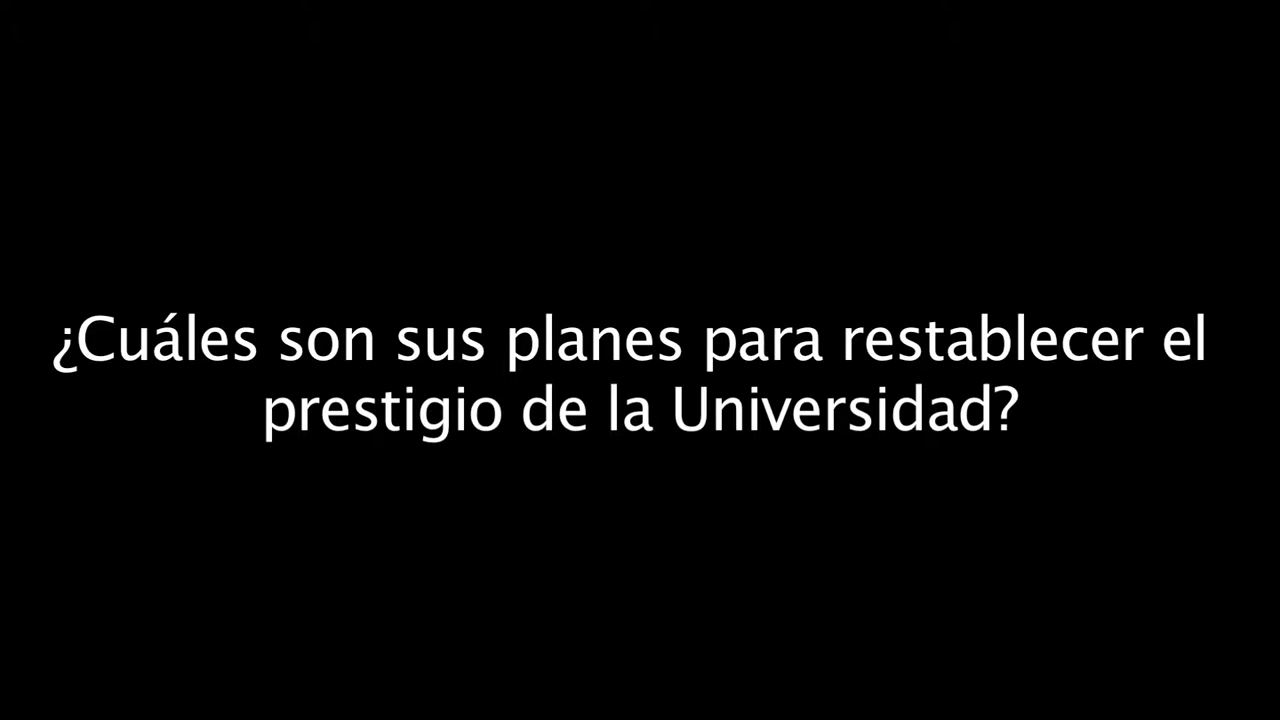 ¿Cuáles son sus planes para restablecer el
prestigio de la Universidad?